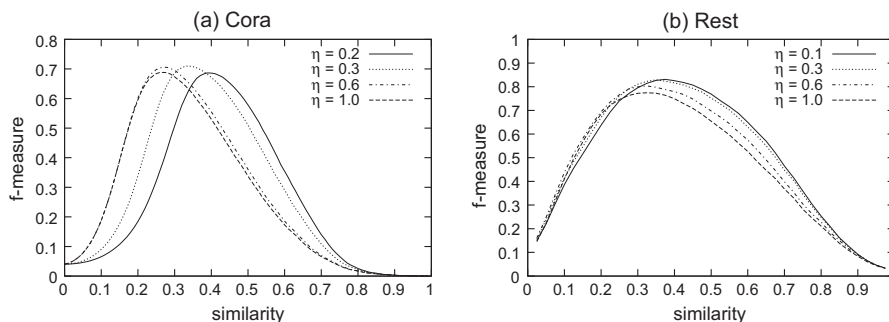 (a) Cora
f-measure
0.8
0.7
0.6
0.5
0.4
0.3
0.2
0.1
0
η = 0.2
η = 0.3
η = 0.6
η = 1.0
0 0.1 0.2 0.3 0.4 0.5 0.6 0.7 0.8 0.9 1
similarity
(b) Rest
f-measure
1
0.9
0.8
0.7
0.6
0.5
0.4
0.3
0.2
0.1
0
η = 0.1
η = 0.3
η = 0.6
η = 1.0
0 0.1 0.2 0.3 0.4 0.5 0.6 0.7 0.8 0.9
similarity